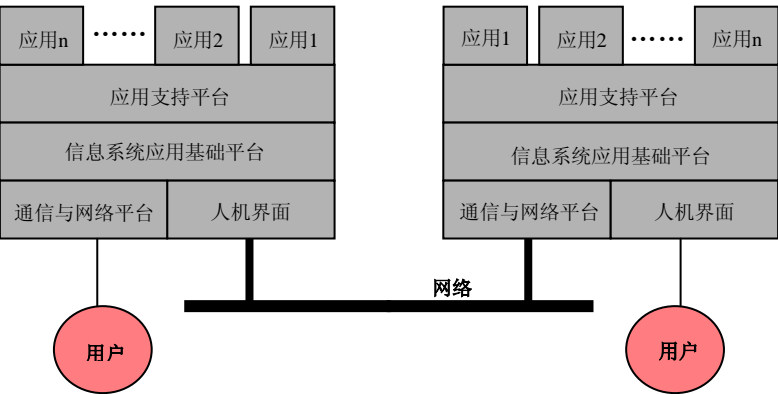 应用n …… 应用2 应用1
应用支持平台
信息系统应用基础平台
通信与网络平台 人机界面
用户
应用1 应用2 …… 应用n
应用支持平台
信息系统应用基础平台
通信与网络平台 人机界面
网络
用户